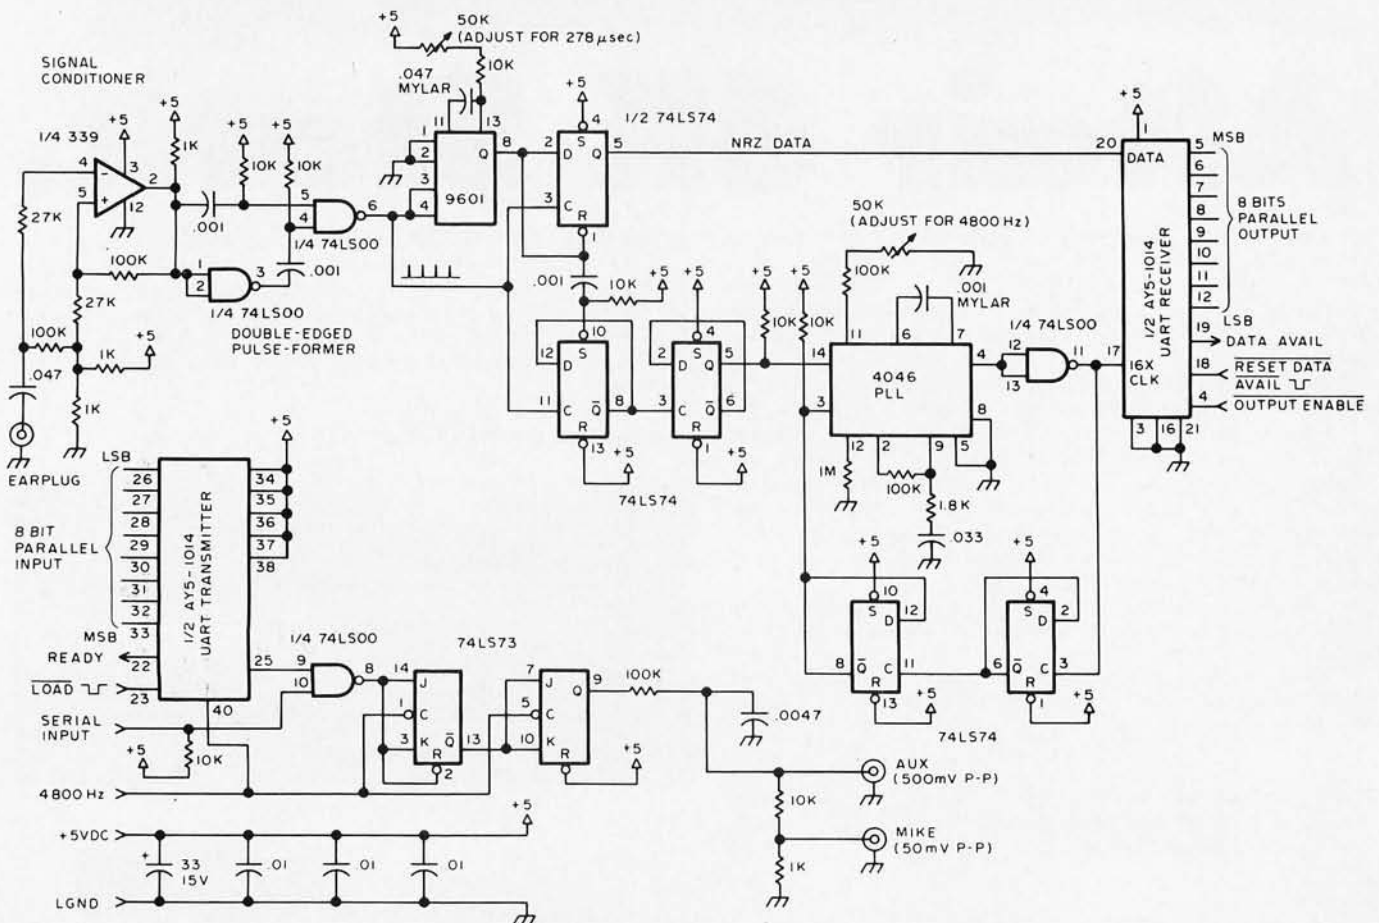 SIGNAL
CONDITIONER
1/4 339
+5
3
4
-
5
+
2
12
+5
1K
27K
100K
27K
100K
.047
1K
+5
1K
EARPLUG
+5
10K
+5
10K
.001
1
2
3
1/4 74LS00
.001
DOUBLE-EDGED
PULSE-FORMER
5
4
6
1/4 74LS00
+5
50K
(ADJUST FOR 278 µsec)
10K
.047
MYLAR
11
13
1
2
3
4
Q
8
9601
1/2 74LS74
+5
4
S
2
D
Q
5
3
C
R
1
NRZ DATA
.001
10K
+5
10
S
12
D
11
C
Q
8
R
13
+5
+5
4
S
2
D
Q
5
3
C
Q
6
R
1
+5
74LS74
+5
10K
+5
10K
50K
(ADJUST FOR 4800 Hz)
100K
.001
MYLAR
11
6
7
14
4
3
4046
PLL
8
12
2
9
5
1M
100K
1.8K
.033
1/4 74LS00
12
13
11
+5
1
20
DATA
17
16X
CLK
1/2 AY5-1014
UART RECEIVER
3
16
21
5
MSB
6
7
8
9
10
11
12
LSB
8 BITS
PARALLEL
OUTPUT
19
DATA AVAIL
18
RESET DATA
AVAIL
4
OUTPUT ENABLE
+5
10
S
12
D
8
Q
C
11
R
13
+5
+5
4
S
2
D
6
Q
C
3
R
1
+5
74LS74
LSB
26
27
28
29
30
31
32
33
MSB
8 BIT
PARALLEL
INPUT
1/2 AY5-1014
UART TRANSMITTER
+5
34
35
36
37
38
READY
22
LOAD
23
25
40
SERIAL
INPUT
+5
10K
1/4 74LS00
9
10
8
74LS73
14
J
1
C
3
K
Q
13
R
2
7
J
Q
9
5
C
10
K
R
+5
100K
.0047
AUX
(500mV P-P)
10K
MIKE
(50mV P-P)
1K
4800 Hz
+5
+5VDC
+
33
15V
.01
.01
.01
LGND